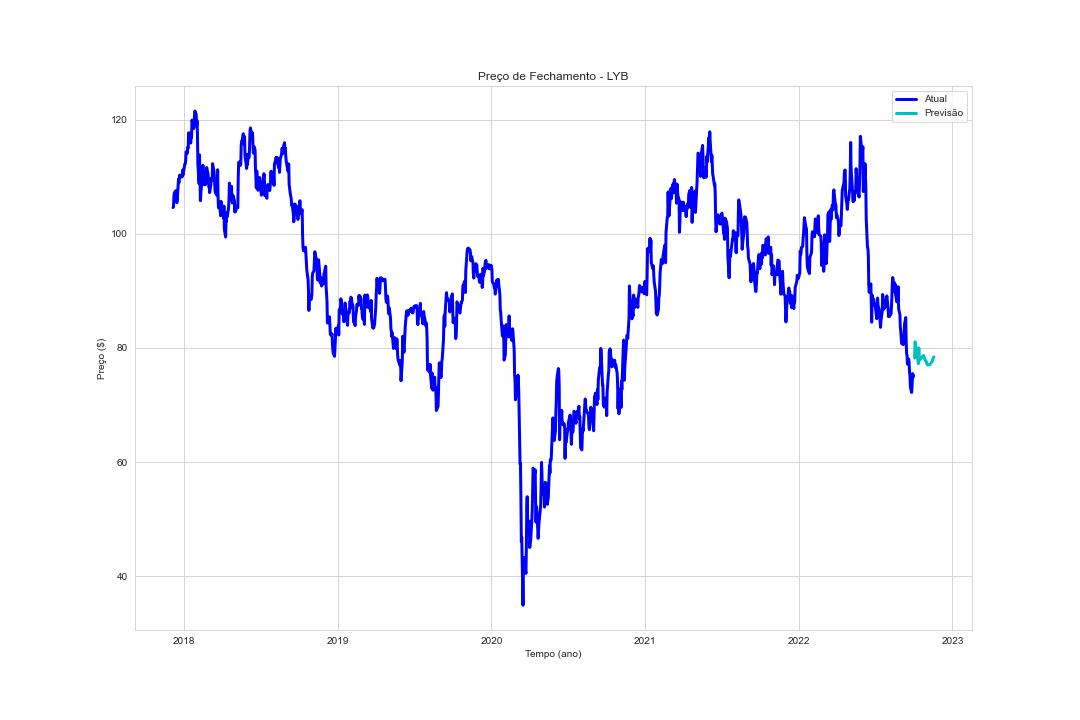 Preço de Fechamento - LYB
Atual
Previsão
120
100
80
60
40
Preço ($)
2018
2019
2020
2021
2022
2023
Tempo (ano)